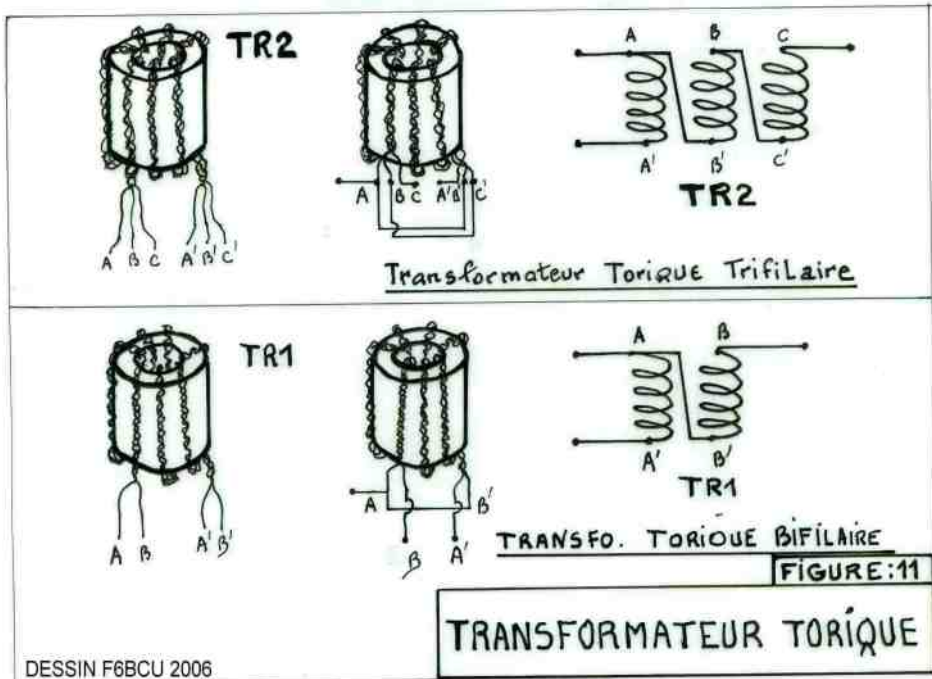 TR2
A B C
A B C A' B' C'
A B C A' B' C'
A' B' C'
TR2
Transformateur TORIQUE TrifiLaire
TR1
A B
A B A' B'
A B'
B A'
A' B'
TR1
TRANSFO. TORIQUE BIFILAIRE
FIGURE:11
TRANSFORMATEUR TORIQUE
DESSIN F6BCU 2006